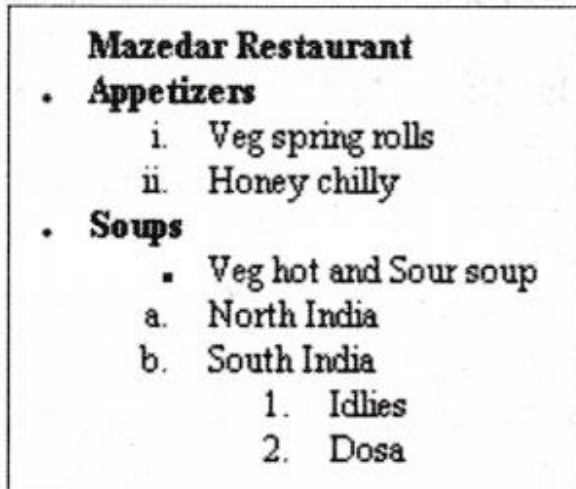 Mazedar Restaurant
• Appetizers
i. Veg spring rolls
ii. Honey chilly
• Soups
▪ Veg hot and Sour soup
a. North India
b. South India
1. Idlies
2. Dosa